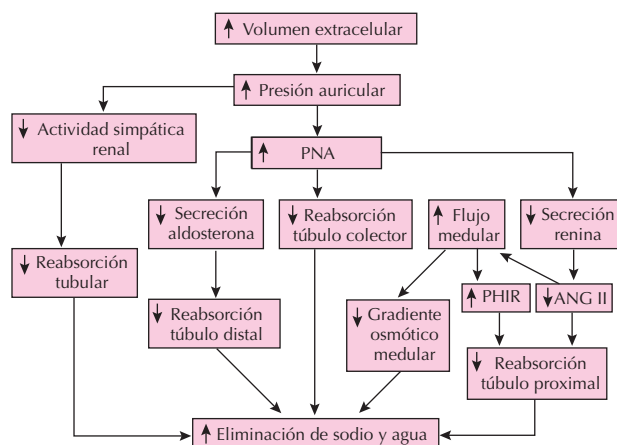 ↑ Volumen extracelular
↑ Presión auricular
↓ Actividad simpática
renal
↑ PNA
↓ Secreción
aldosterona
↓ Reabsorción
túbulo colector
↑ Flujo
medular
↓ Secreción
renina
↓ Reabsorción
tubular
↓ Reabsorción
túbulo distal
↓ Gradiente
osmótico
medular
↑ PHIR
↓ ANG II
↓ Reabsorción
túbulo proximal
↑ Eliminación de sodio y agua